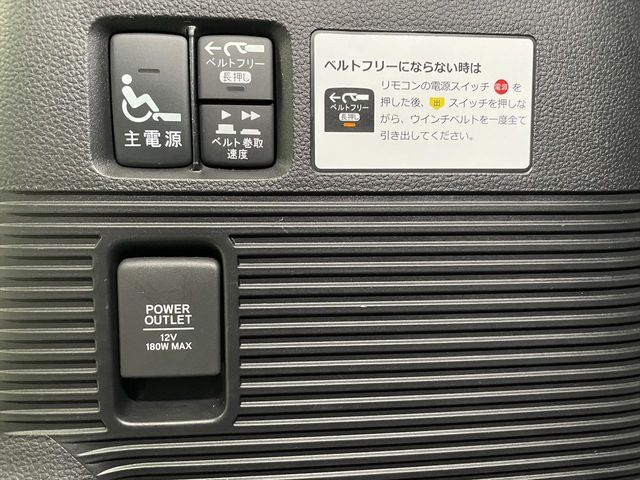 主電源
ベルトフリー
長押し
ベルト巻取
速度
ベルトフリーにならない時は
ベルトフリー
長押し
リモコンの電源スイッチ 電源 を
押した後、 出 スイッチを押しな
がら、ウインチベルトを一度全て
引き出してください。
POWER
OUTLET
12V
180W MAX